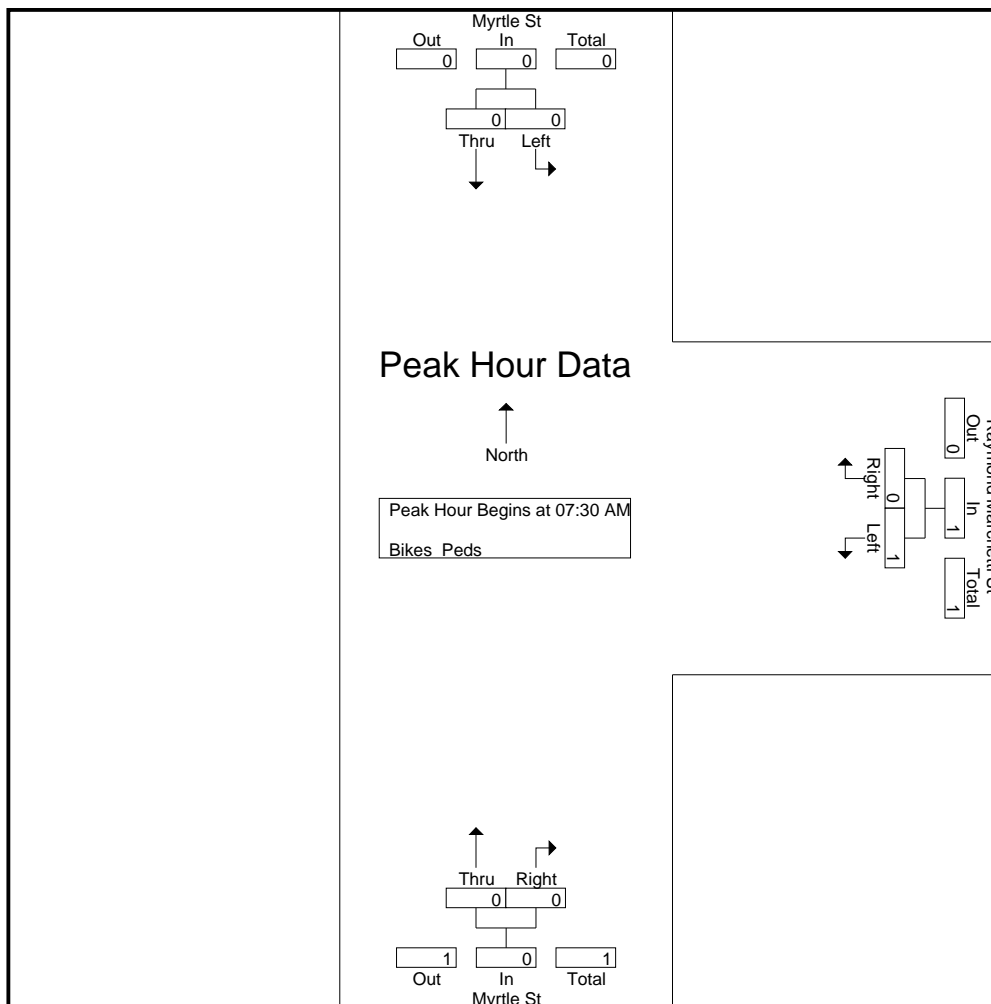 Myrtle St
Out In Total
0 0 0
0 0
Thru Left
Peak Hour Data
North
Peak Hour Begins at 07:30 AM
Bikes Peds
Out In Total
0 1 1
Right Left
0 1
Thru Right
0 0
1 0 1
Out In Total
Myrtle St